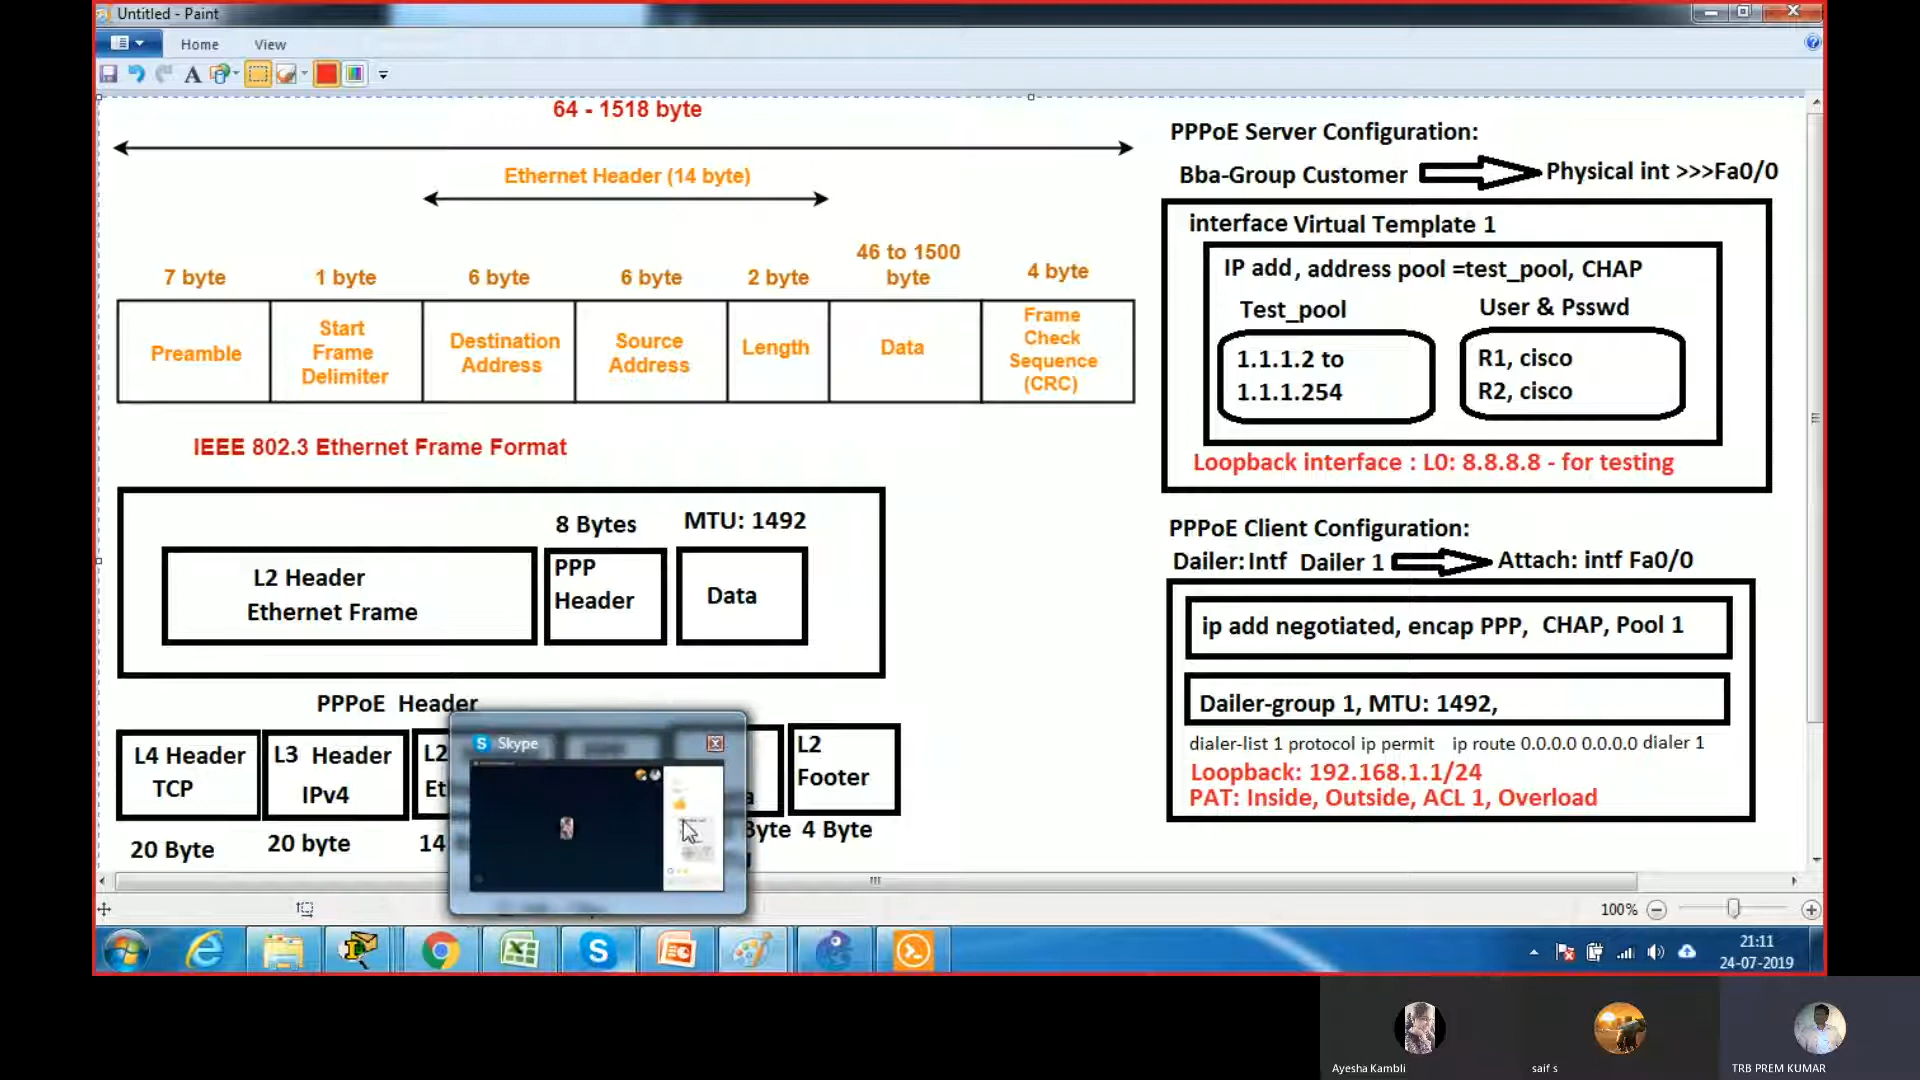 Untitled - Paint
Home View
64 - 1518 byte
Ethernet Header (14 byte)
7 byte 1 byte 6 byte 6 byte 2 byte 46 to 1500 byte 4 byte
Preamble
Start Frame Delimiter
Destination Address
Source Address
Length
Data
Frame Check Sequence (CRC)
IEEE 802.3 Ethernet Frame Format
8 Bytes MTU: 1492
L2 Header
Ethernet Frame
PPP
Header
Data
PPPoE Header
L4 Header
TCP
L3 Header
IPv4
L2
Et
L2
Footer
20 Byte 20 byte 14 Byte 4 Byte
Skype
PPPoE Server Configuration:
Bba-Group Customer Physical int >>>Fa0/0
interface Virtual Template 1
IP add, address pool =test_pool, CHAP
Test_pool User & Psswd
1.1.1.2 to
1.1.1.254
R1, cisco
R2, cisco
Loopback interface : L0: 8.8.8.8 - for testing
PPPoE Client Configuration:
Dailer: Intf Dailer 1 Attach: intf Fa0/0
ip add negotiated, encap PPP, CHAP, Pool 1
Dailer-group 1, MTU: 1492,
dialer-list 1 protocol ip permit ip route 0.0.0.0 0.0.0.0 dialer 1
Loopback: 192.168.1.1/24
PAT: Inside, Outside, ACL 1, Overload
100%
21:11
24-07-2019
Ayesha Kambli
saif s
TRB PREM KUMAR